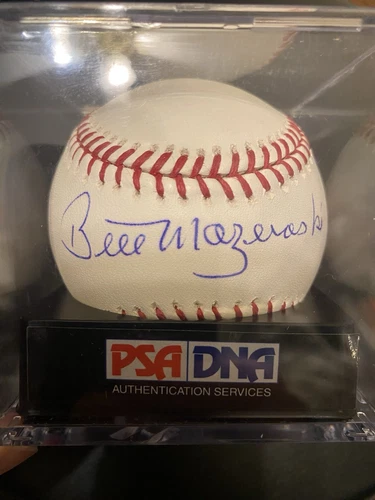 Bill Mazeroski
PSA DNA
AUTHENTICATION SERVICES